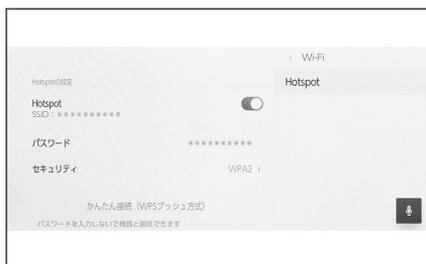 < Wi-Fi
Hotspot
Hotspotの設定
Hotspot
SSID：**********
パスワード **********
セキュリティ WPA2
かんたん接続（WPSプッシュ方式）
パスワードを入力しないで機器と接続できます